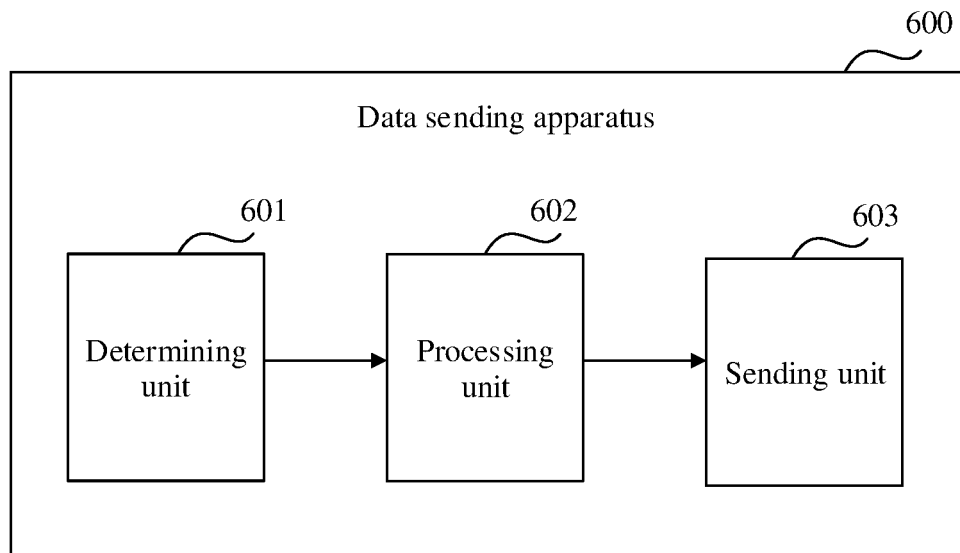 600
Data sending apparatus
601
602
603
Determining
unit
Processing
unit
Sending unit